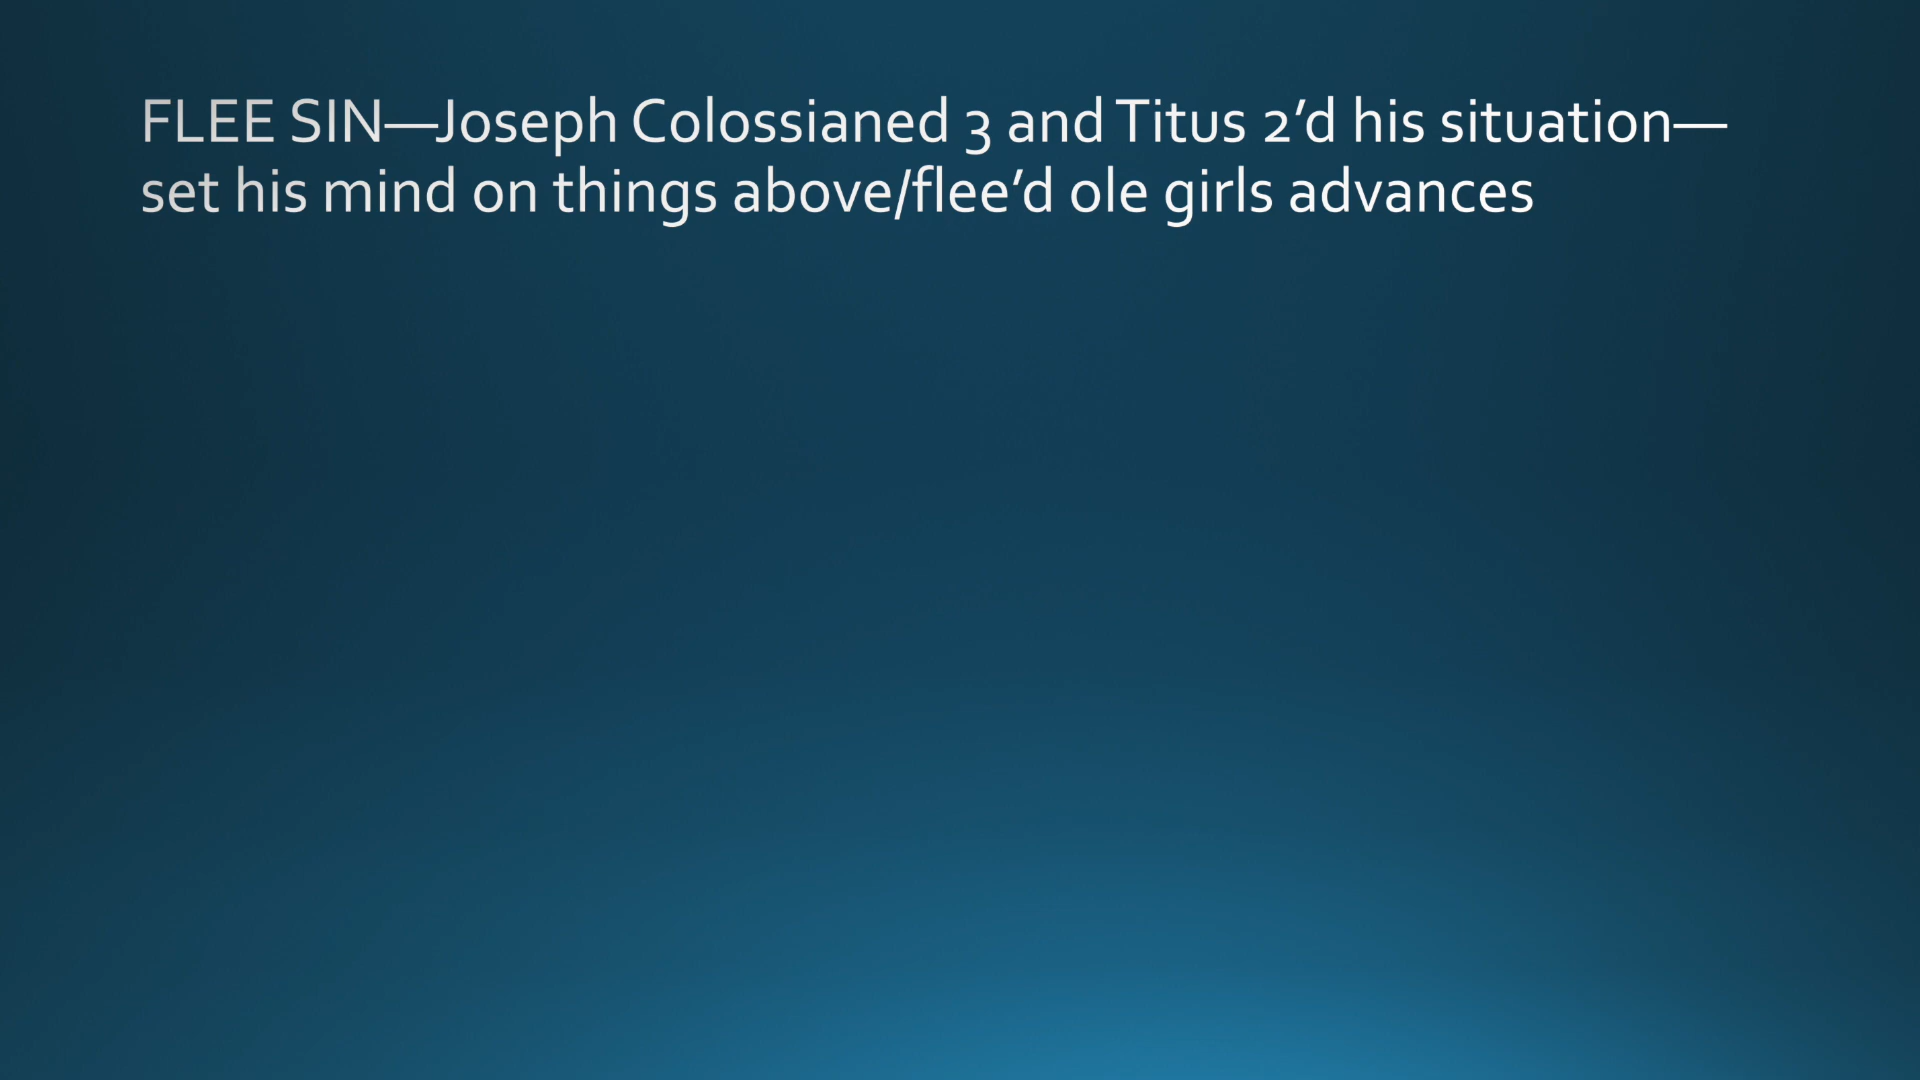 FLEE SIN—Joseph Colossianed 3 and Titus 2’d his situation—
set his mind on things above/flee’d ole girls advances